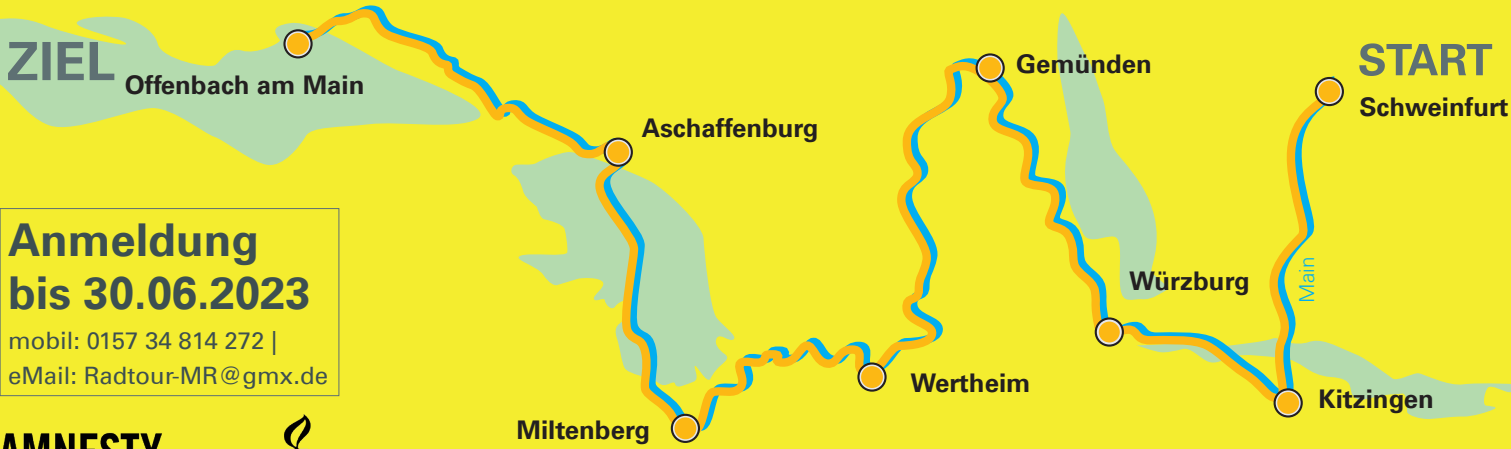 ZIEL
Offenbach am Main
Aschaffenburg
Gemünden
START
Schweinfurt
Anmeldung
bis 30.06.2023
mobil: 0157 34 814 272 |
eMail: Radtour-MR@gmx.de
Main
Würzburg
Wertheim
Kitzingen
Miltenberg
AMNESTY